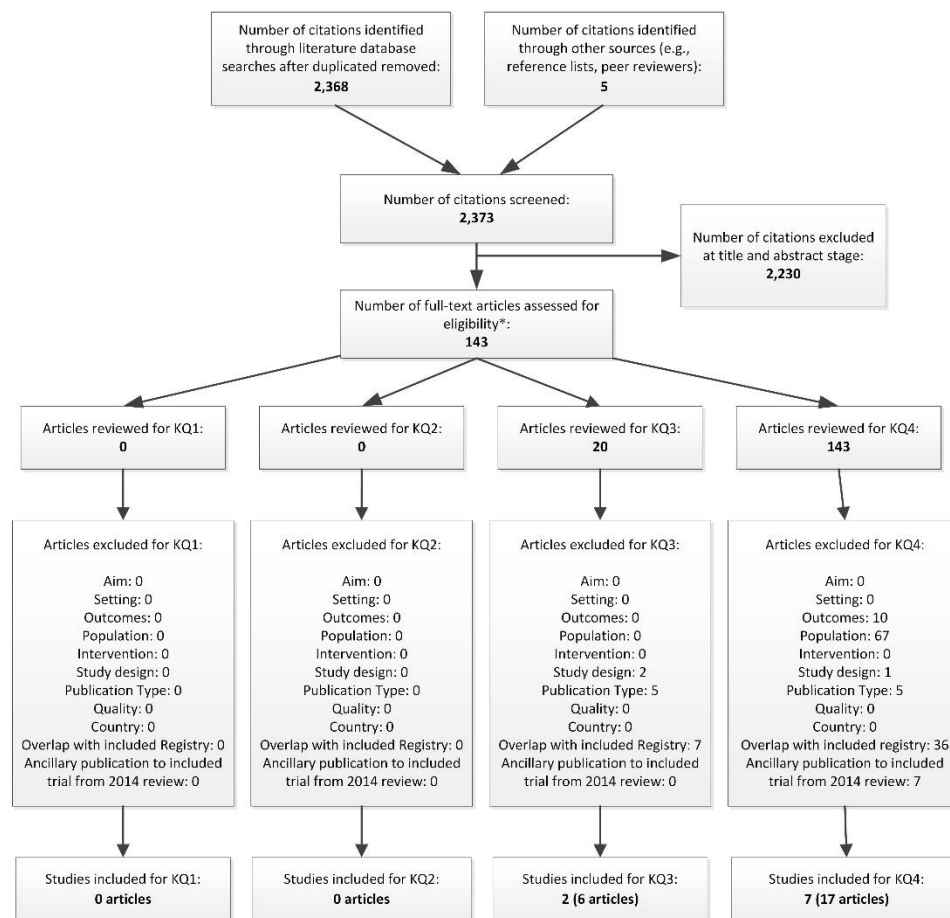 Number of citations identified
through literature database
searches after duplicated removed:
2,368
Number of citations identified
through other sources (e.g.,
reference lists, peer reviewers):
5
Number of citations screened:
2,373
Number of citations excluded
at title and abstract stage:
2,230
Number of full-text articles assessed for
eligibility*:
143
Articles reviewed for KQ1:
0
Articles reviewed for KQ2:
0
Articles reviewed for KQ3:
20
Articles reviewed for KQ4:
143
Articles excluded for KQ1:
Aim: 0
Setting: 0
Outcomes: 0
Population: 0
Intervention: 0
Study design: 0
Publication Type: 0
Quality: 0
Country: 0
Overlap with included Registry: 0
Ancillary publication to included
trial from 2014 review: 0
Articles excluded for KQ2:
Aim: 0
Setting: 0
Outcomes: 0
Population: 0
Intervention: 0
Study design: 0
Publication Type: 0
Quality: 0
Country: 0
Overlap with included Registry: 0
Ancillary publication to included
trial from 2014 review: 0
Articles excluded for KQ3:
Aim: 0
Setting: 0
Outcomes: 0
Population: 0
Intervention: 0
Study design: 2
Publication Type: 5
Quality: 0
Country: 0
Overlap with included Registry: 7
Ancillary publication to included
trial from 2014 review: 0
Articles excluded for KQ4:
Aim: 0
Setting: 0
Outcomes: 10
Population: 67
Intervention: 0
Study design: 1
Publication Type: 5
Quality: 0
Country: 0
Overlap with included Registry: 36
Ancillary publication to included
trial from 2014 review: 7
Studies included for KQ1:
0 articles
Studies included for KQ2:
0 articles
Studies included for KQ3:
2 (6 articles)
Studies included for KQ4:
7 (17 articles)